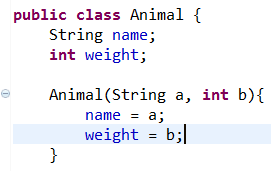 public class Animal {
    String name;
    int weight;

    Animal(String a, int b){
        name = a;
        weight = b;
    }